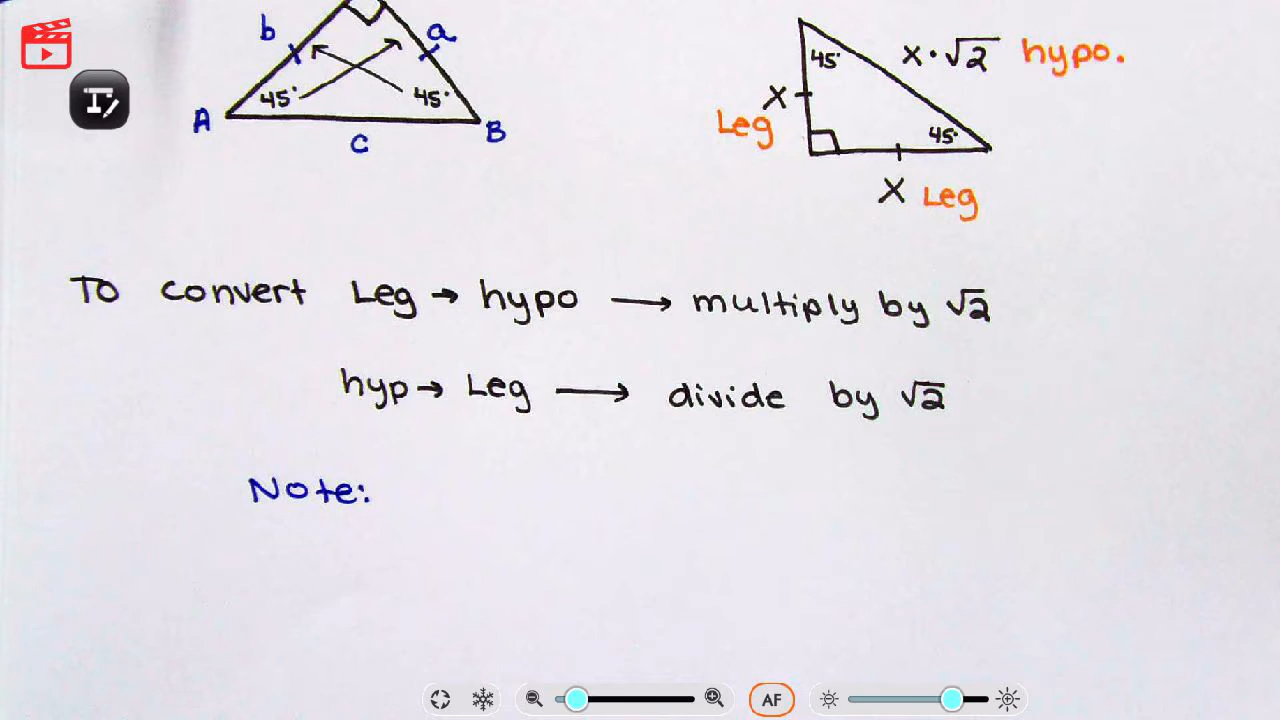 b a
45° 45°
A B
C
45°
x · √2 hypo.
x
Leg
45°
x Leg
To convert Leg → hypo → multiply by √2
hyp → Leg → divide by √2
Note:
AF